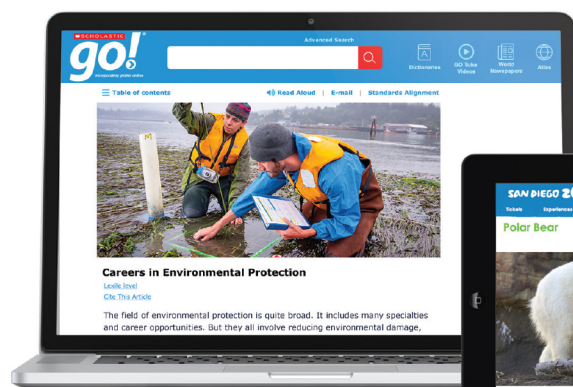 SCHOLASTIC
go!
Advanced Search
Dictionaries
GO Tube Videos
World Newspapers
Atlas
Table of contents
Read Aloud | E-mail | Standards Alignment
Careers in Environmental Protection
Lexile level
Cite This Article
The field of environmental protection is quite broad. It includes many specialties
and career opportunities. But they all involve reducing environmental damage,
SAN DIEGO
Tickets Experiences
Polar Bear